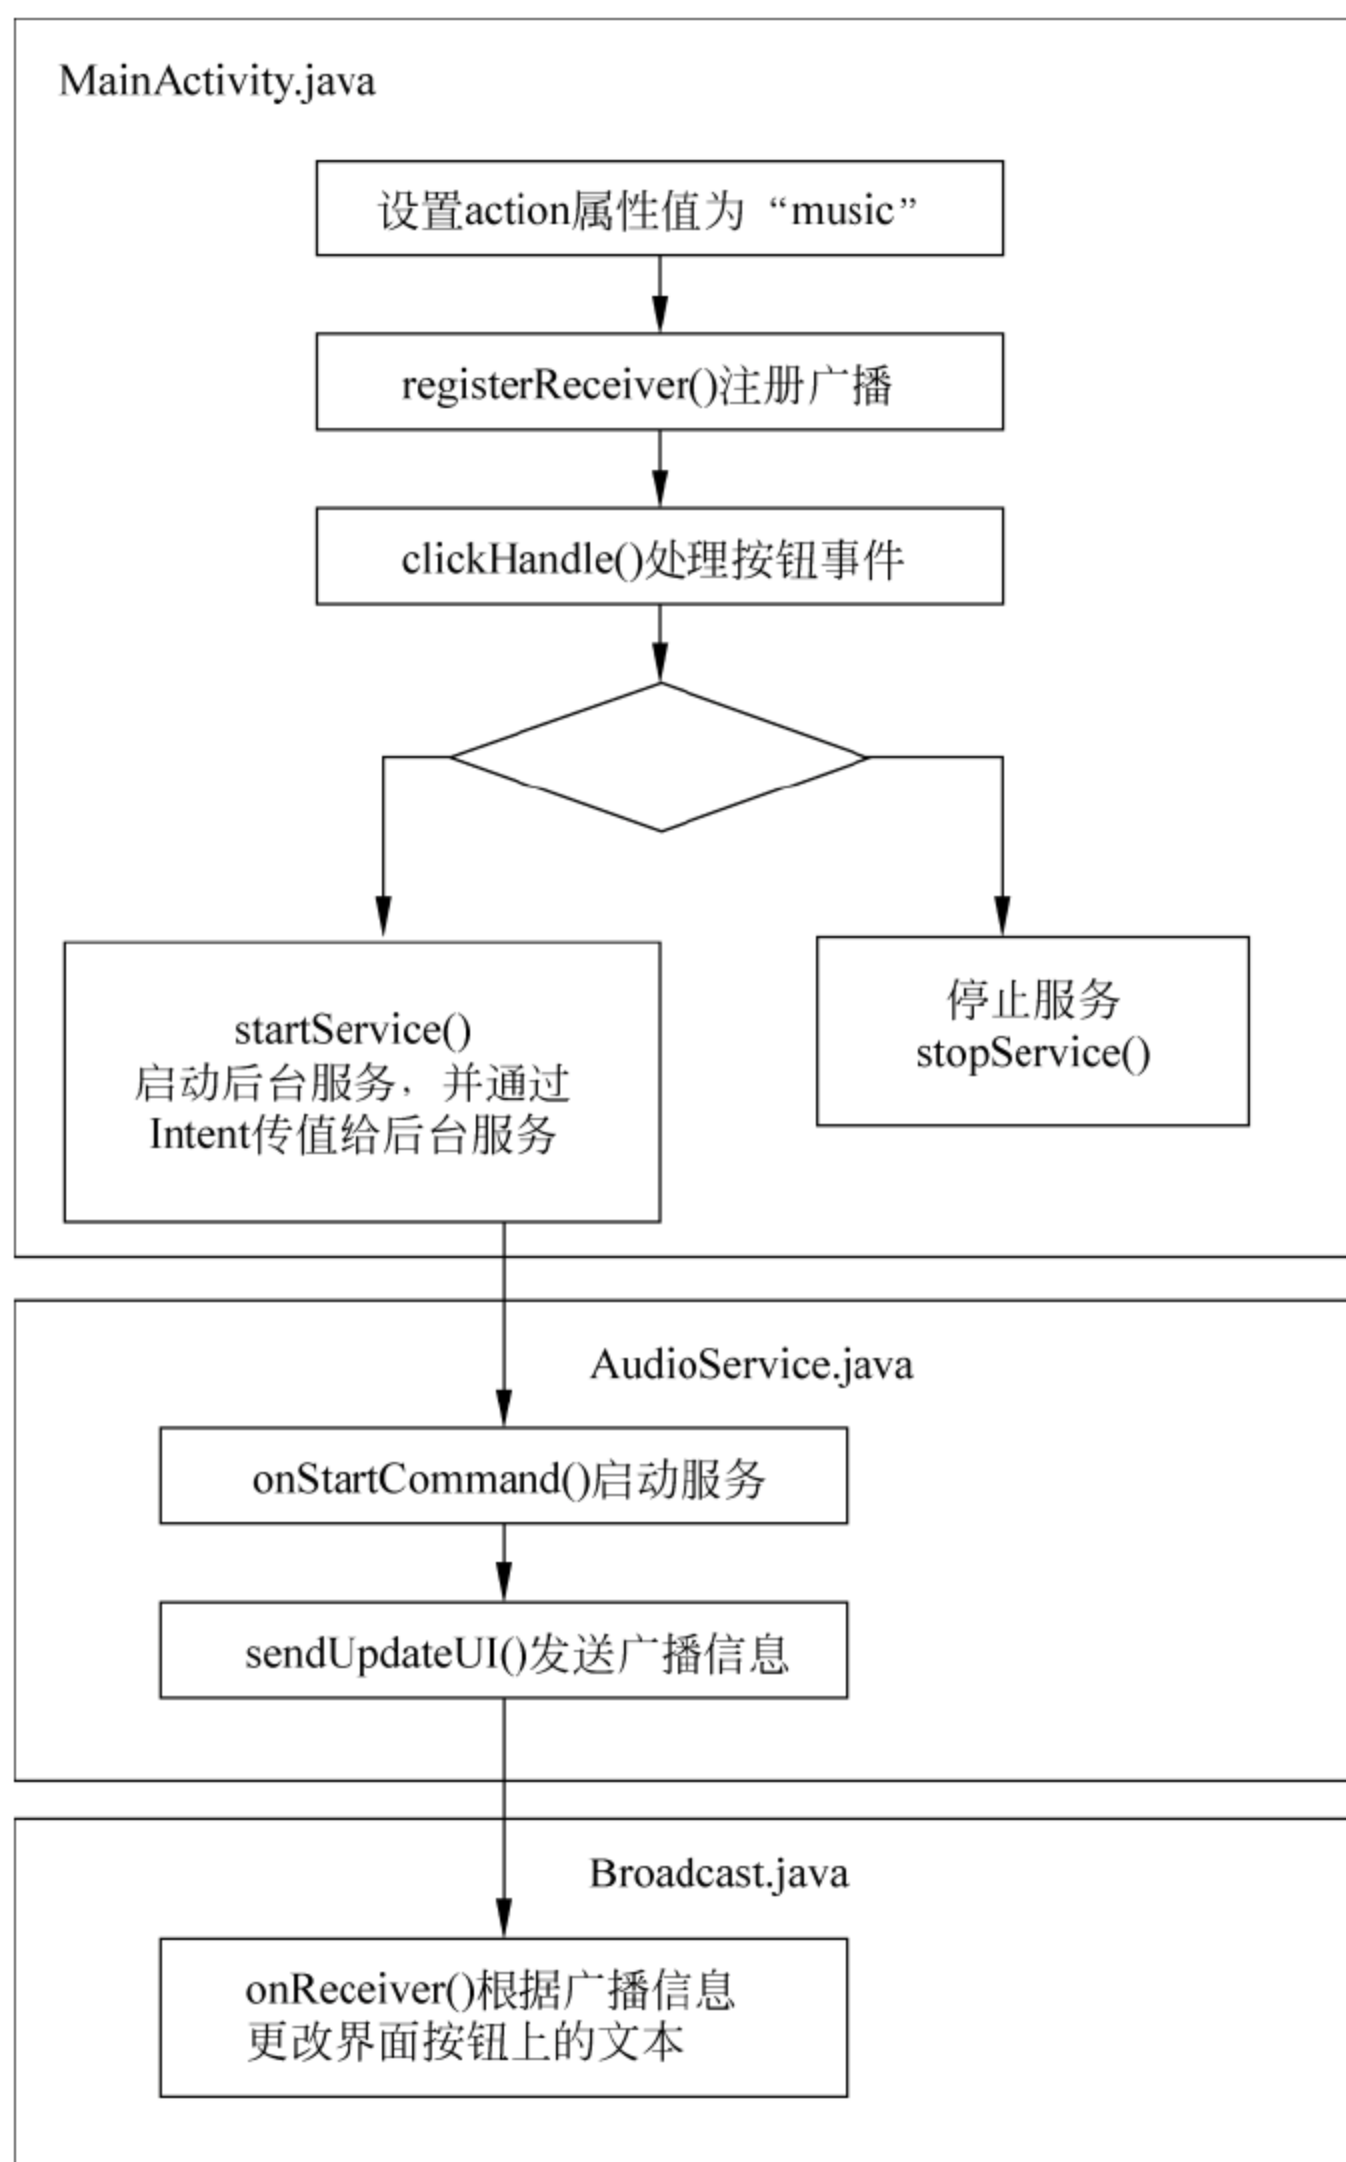 MainActivity.java
设置action属性值为“music”
registerReceiver()注册广播
clickHandle()处理按钮事件
startService()
启动后台服务，并通过
Intent传值给后台服务
停止服务
stopService()
AudioService.java
onStartCommand()启动服务
sendUpdateUI()发送广播信息
Broadcast.java
onReceiver()根据广播信息
更改界面按钮上的文本